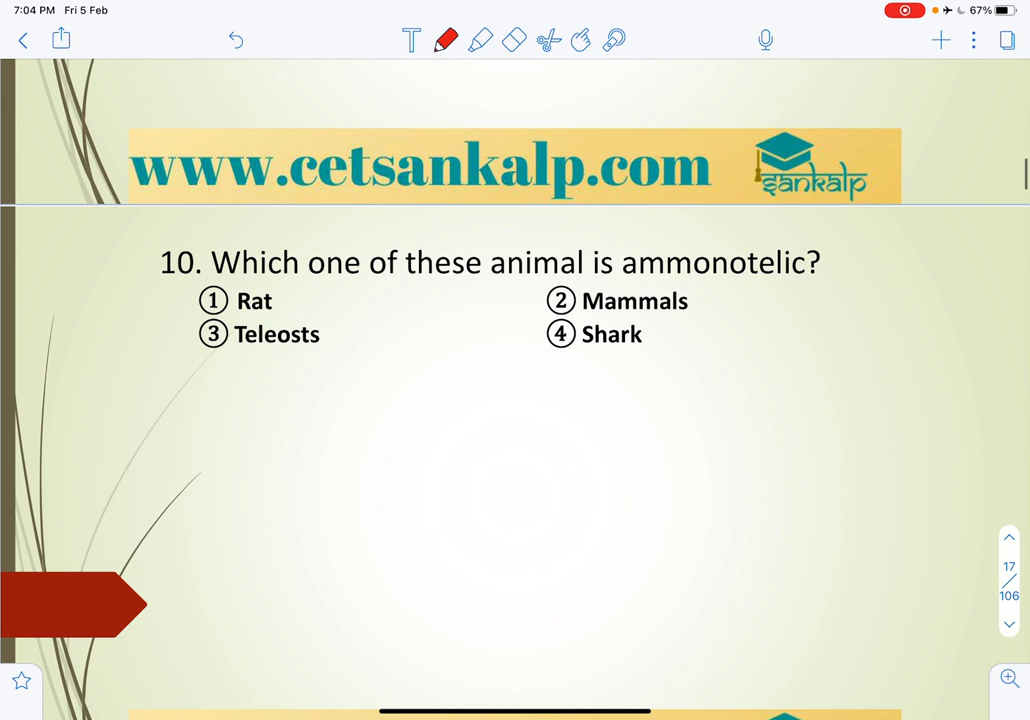 7:04 PM Fri 5 Feb
67%
www.cetsankalp.com
sankalp
10. Which one of these animal is ammonotelic?
① Rat
② Mammals
③ Teleosts
④ Shark
17
106